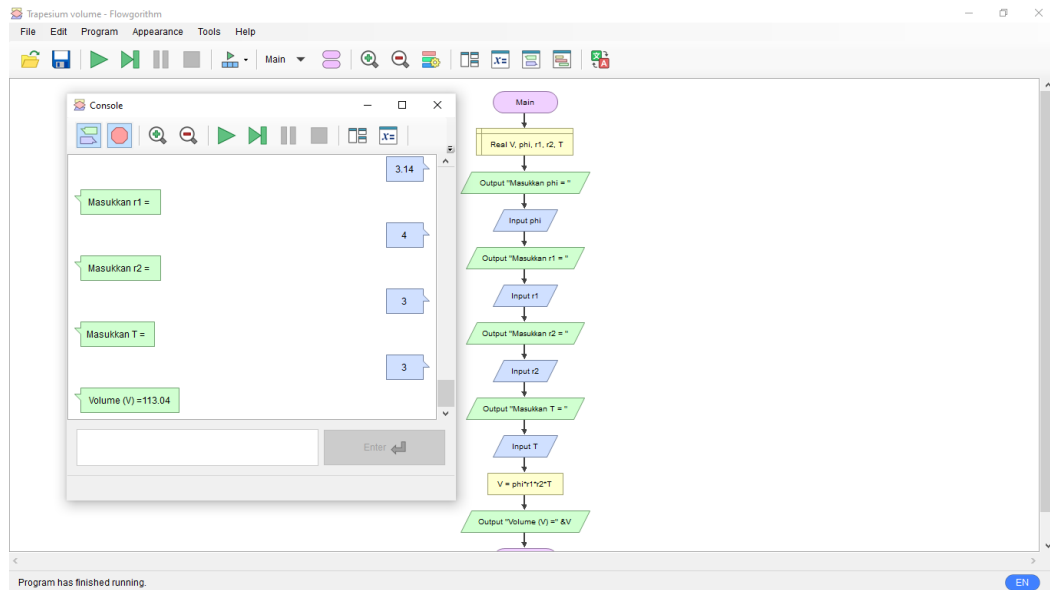 Trapesium volume - Flowgorithm
File Edit Program Appearance Tools Help
Main
x=
Console
x=
3.14
Masukkan r1 =
4
Masukkan r2 =
3
Masukkan T =
3
Volume (V) =113.04
Enter
Main
Real V, phi, r1, r2, T
Output "Masukkan phi = "
Input phi
Output "Masukkan r1 = "
Input r1
Output "Masukkan r2 = "
Input r2
Output "Masukkan T = "
Input T
V = phi*r1*r2*T
Output "Volume (V) =" &V
Program has finished running.
EN